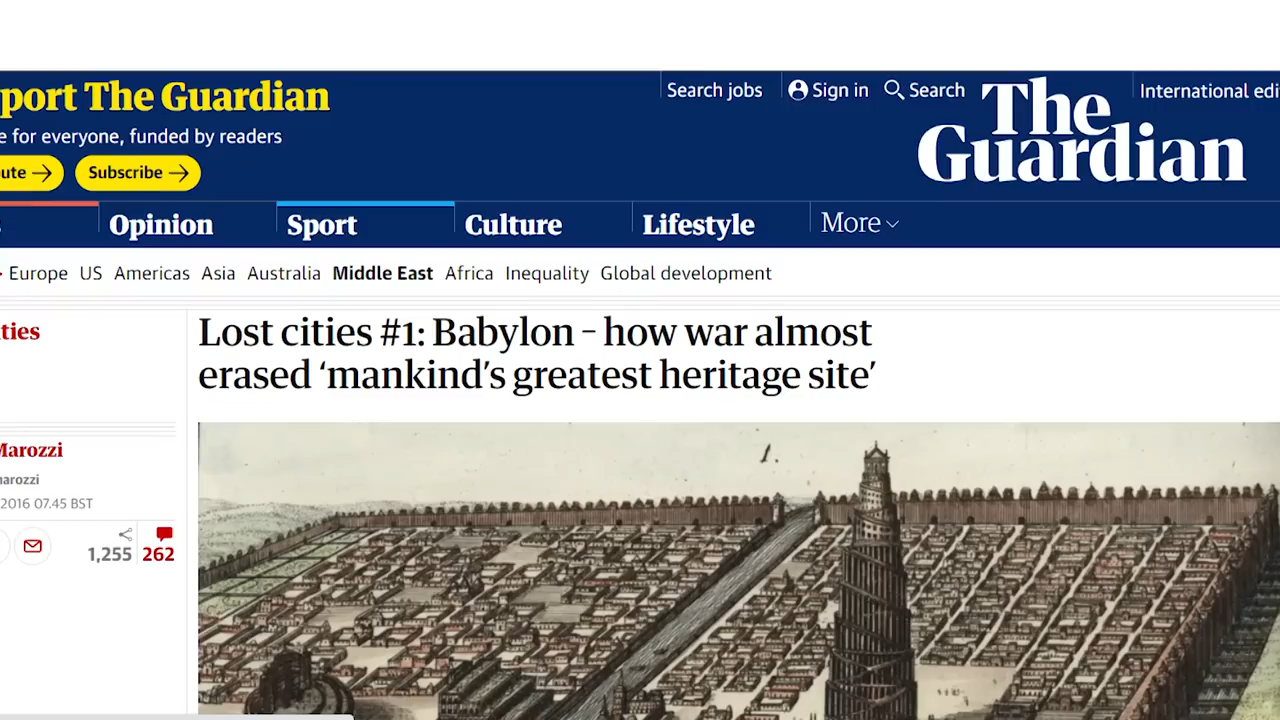 port The Guardian
e for everyone, funded by readers
ute → Subscribe →
Search jobs Sign in Search
The Guardian
International edi
s Opinion Sport Culture Lifestyle More
Europe US Americas Asia Australia Middle East Africa Inequality Global development
ties
Lost cities #1: Babylon – how war almost
erased ‘mankind’s greatest heritage site’
Marozzi
narozzi
2016 07.45 BST
1,255 262